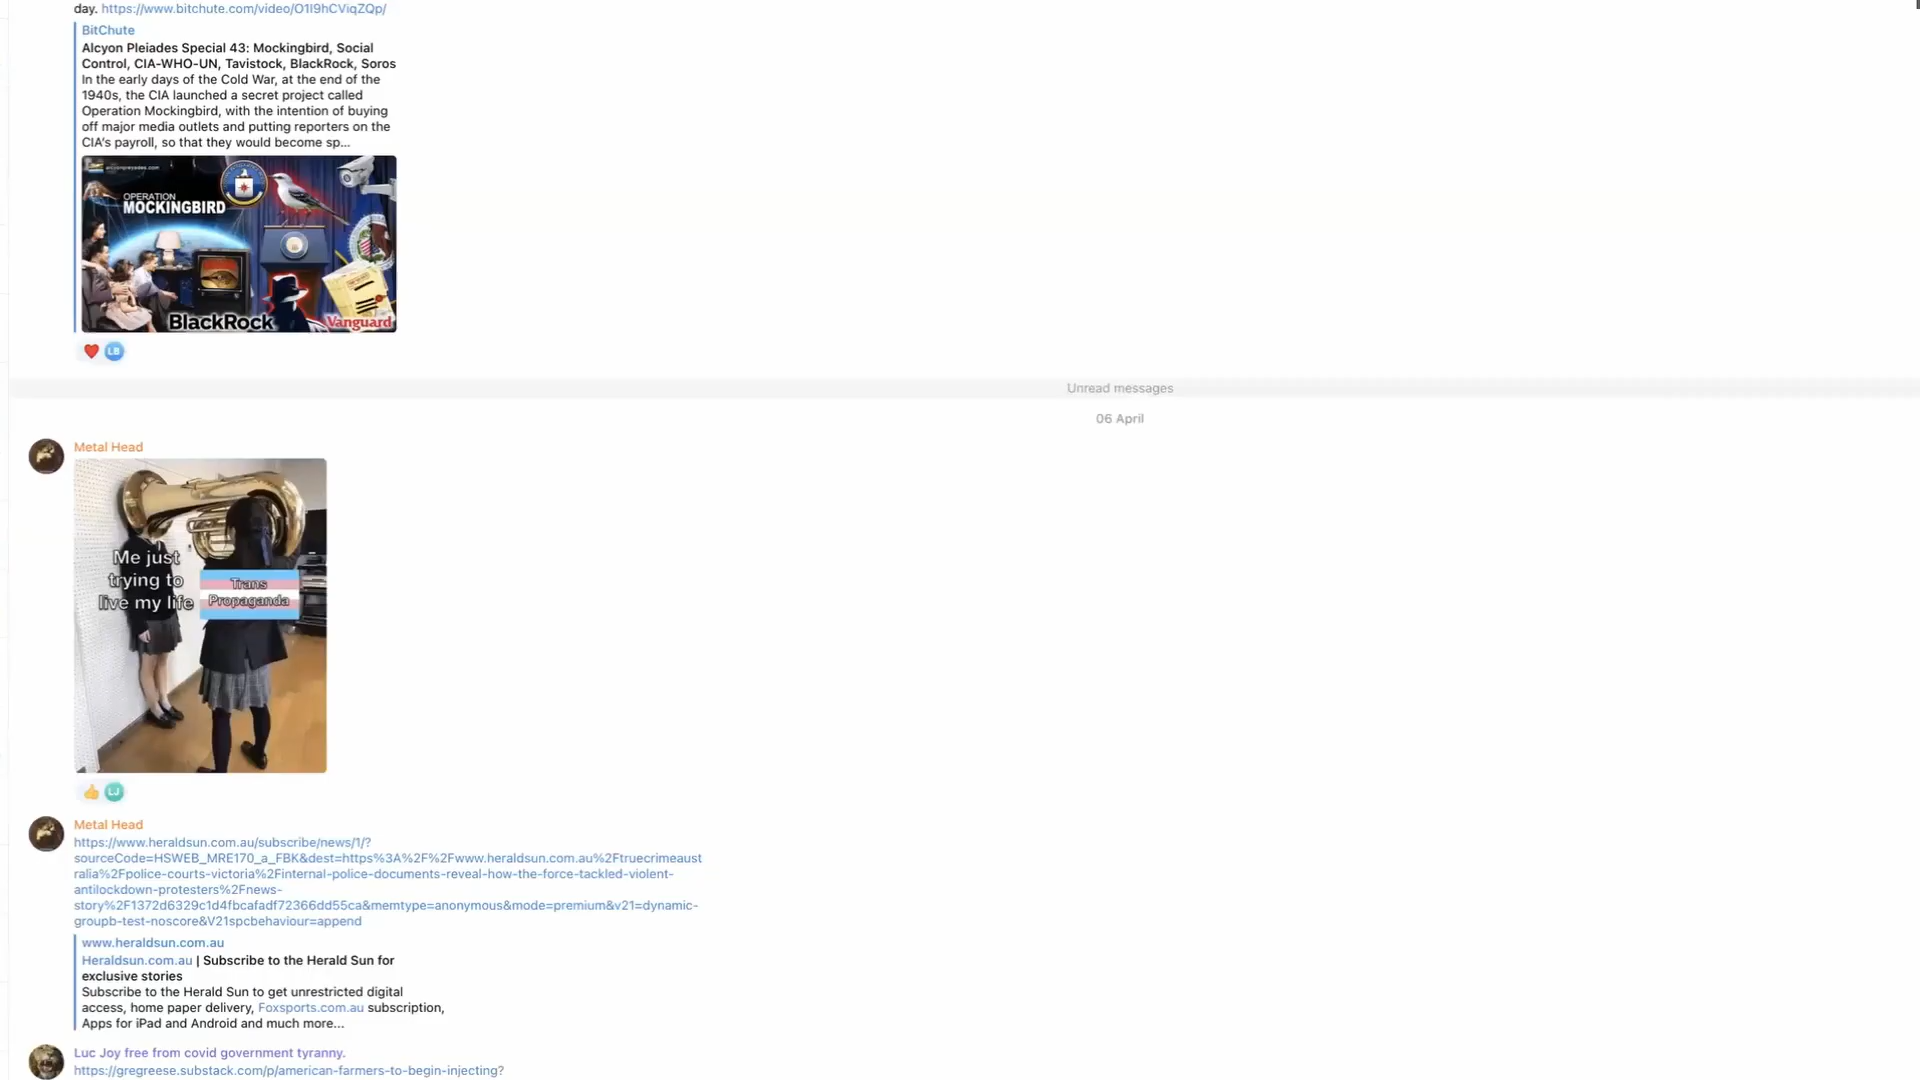 day. https://www.bitchute.com/video/O1I9hCViqZQp/
BitChute
Alcyon Pleiades Special 43: Mockingbird, Social
Control, CIA-WHO-UN, Tavistock, BlackRock, Soros
In the early days of the Cold War, at the end of the
1940s, the CIA launched a secret project called
Operation Mockingbird, with the intention of buying
off major media outlets and putting reporters on the
CIA's payroll, so that they would become sp...
OPERATION
MOCKINGBIRD
BlackRock
Vanguard
LB
Unread messages
06 April
Metal Head
Me just
trying to
live my life
Trans
Propaganda
LJ
Metal Head
https://www.heraldsun.com.au/subscribe/news/1/?
sourceCode=HSWEB_MRE170_a_FBK&dest=https%3A%2F%2Fwww.heraldsun.com.au%2Ftruecrimeaust
ralia%2Fpolice-courts-victoria%2Finternal-police-documents-reveal-how-the-force-tackled-violent-
antilockdown-protesters%2Fnews-
story%2F1372d6329c1d4fbcafadf72366dd55ca&memtype=anonymous&mode=premium&v21=dynamic-
groupb-test-noscore&V21spcbehaviour=append
www.heraldsun.com.au
Heraldsun.com.au | Subscribe to the Herald Sun for
exclusive stories
Subscribe to the Herald Sun to get unrestricted digital
access, home paper delivery, Foxsports.com.au subscription,
Apps for iPad and Android and much more...
Luc Joy free from covid government tyranny.
https://gregreese.substack.com/p/american-farmers-to-begin-injecting?